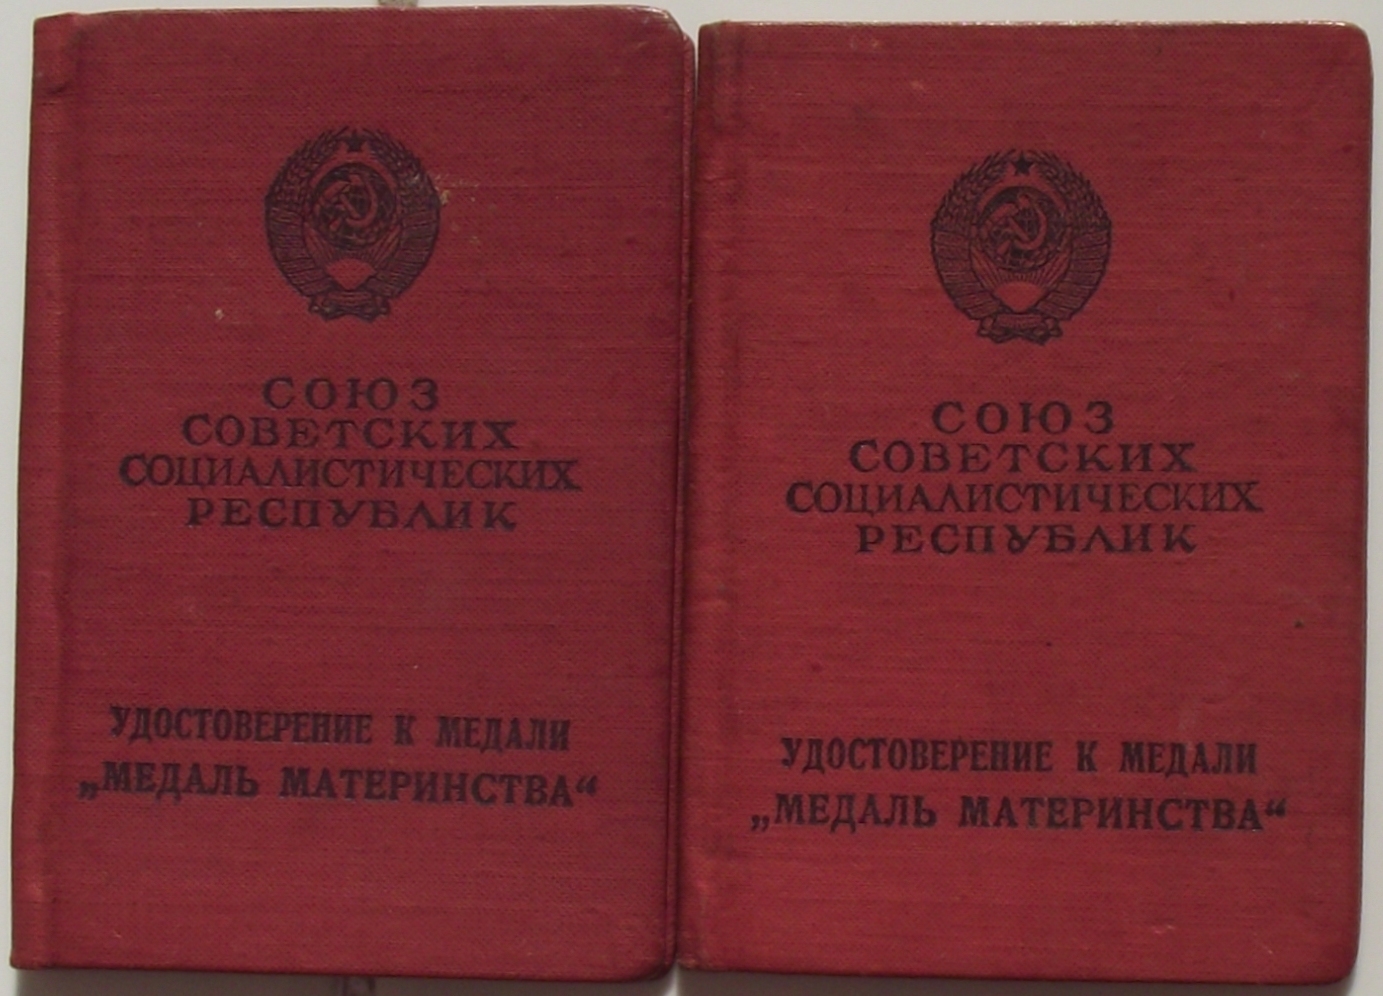 СОЮЗ
СОВЕТСКИХ
СОЦИАЛИСТИЧЕСКИХ
РЕСПУБЛИК
УДОСТОВЕРЕНИЕ К МЕДАЛИ
„МЕДАЛЬ МАТЕРИНСТВА“
СОЮЗ
СОВЕТСКИХ
СОЦИАЛИСТИЧЕСКИХ
РЕСПУБЛИК
УДОСТОВЕРЕНИЕ К МЕДАЛИ
„МЕДАЛЬ МАТЕРИНСТВА“